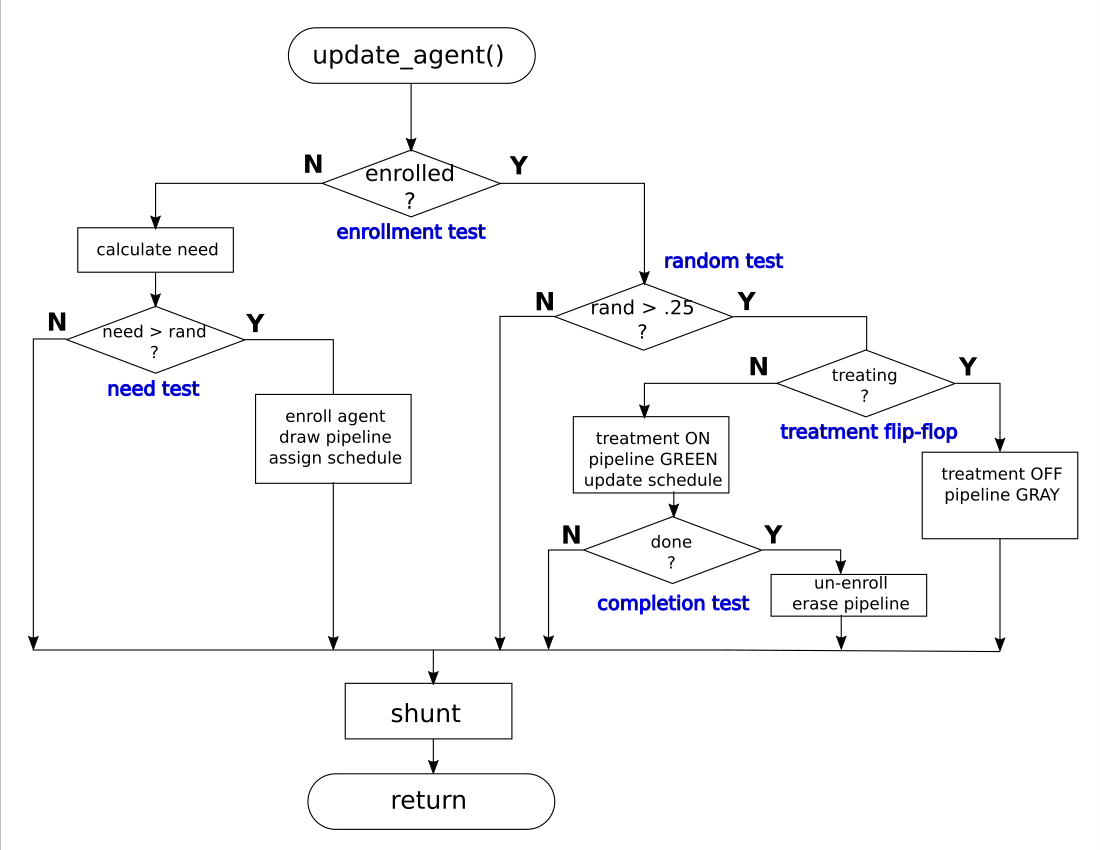 update_agent()
N
Y
enrolled
?
enrollment test
calculate need
random test
N
Y
rand > .25
?
N
Y
need > rand
?
need test
N
Y
treating
?
treatment flip-flop
enroll agent
draw pipeline
assign schedule
treatment ON
pipeline GREEN
update schedule
treatment OFF
pipeline GRAY
N
Y
done
?
completion test
un-enroll
erase pipeline
shunt
return